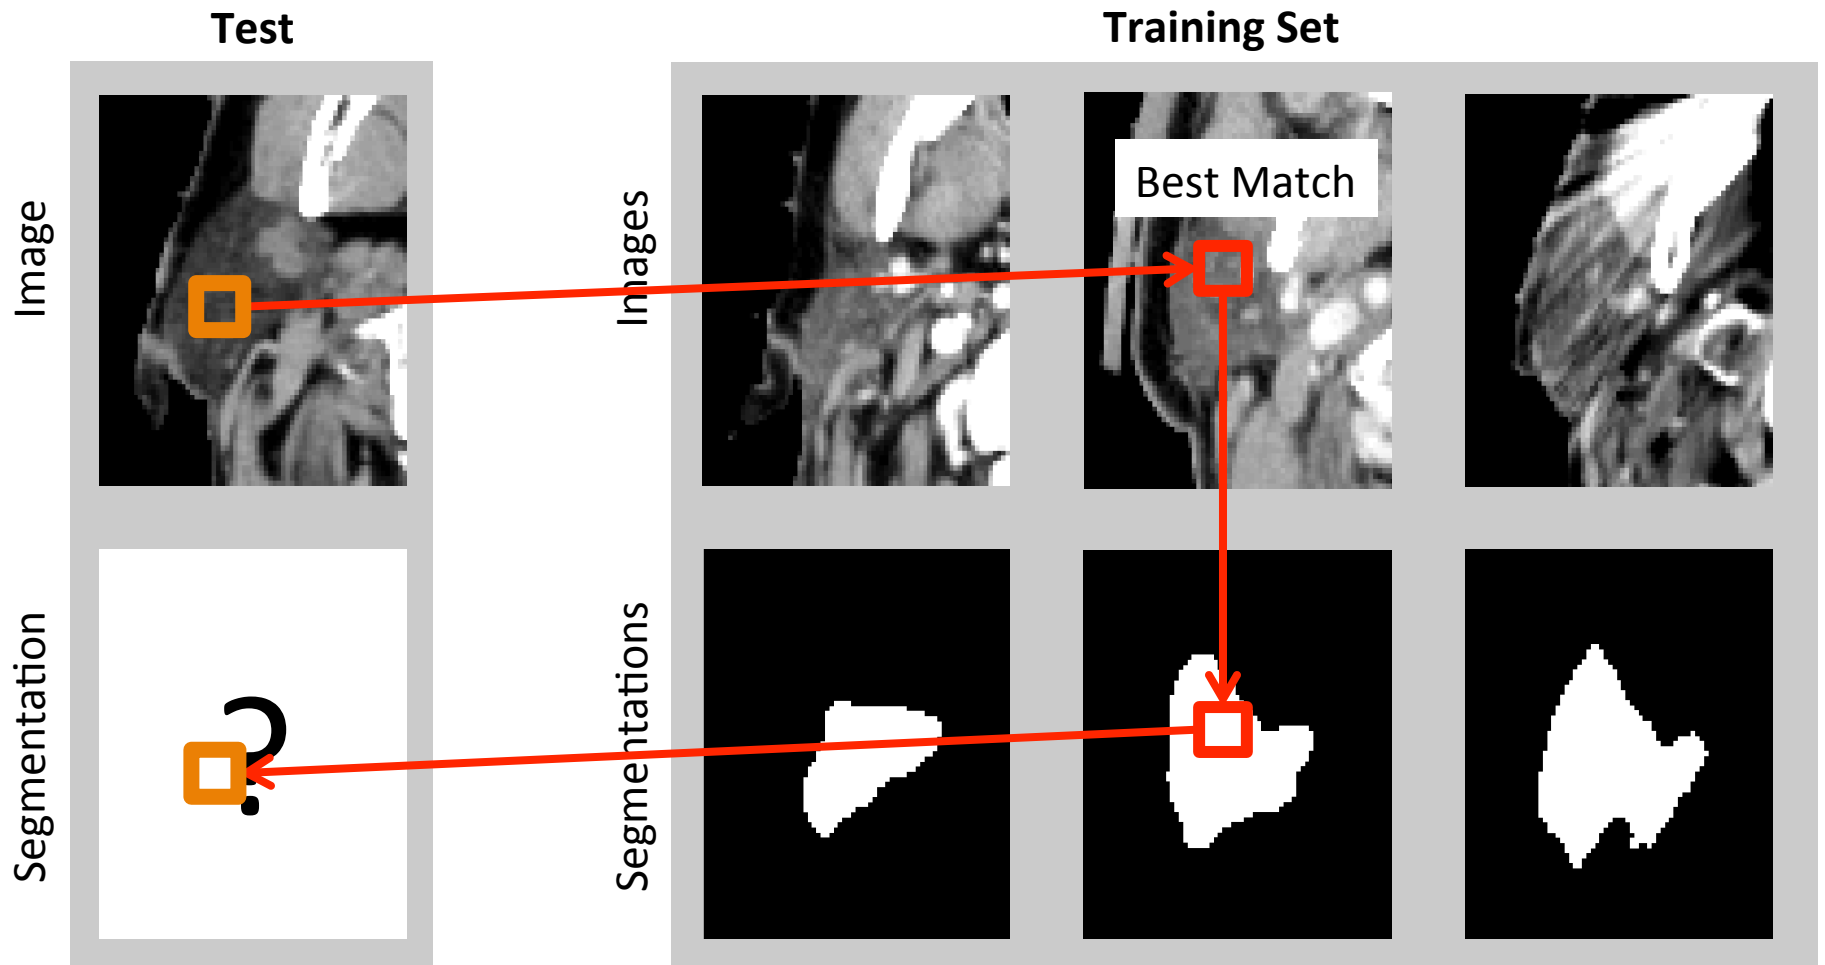 Test
Training Set
Image
Images
Best Match
Segmentation
?
Segmentations